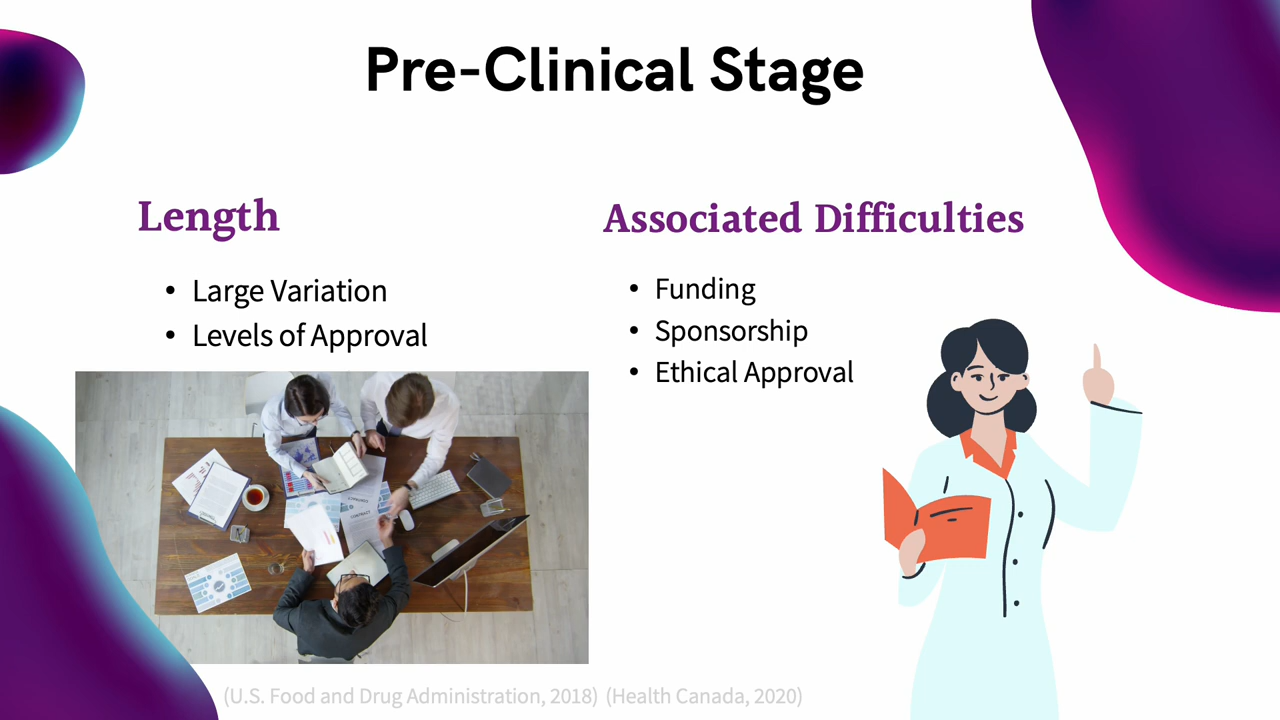 Pre-Clinical Stage
Length
• Large Variation
• Levels of Approval
Associated Difficulties
• Funding
• Sponsorship
• Ethical Approval
CONTRACT
(U.S. Food and Drug Administration, 2018) (Health Canada, 2020)